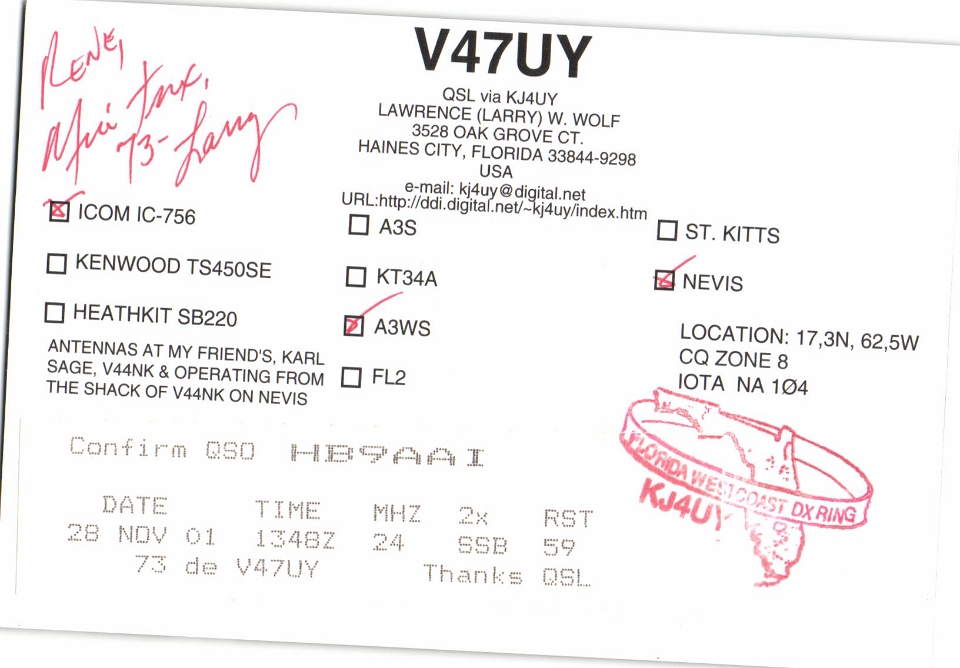 V47UY
QSL via KJ4UY
LAWRENCE (LARRY) W. WOLF
3528 OAK GROVE CT.
HAINES CITY, FLORIDA 33844-9298
USA
e-mail: kj4uy@digital.net
URL:http://ddi.digital.net/~kj4uy/index.htm
RENE,
tnx,
73- Larry
ICOM IC-756
KENWOOD TS450SE
HEATHKIT SB220
ANTENNAS AT MY FRIEND'S, KARL
SAGE, V44NK & OPERATING FROM
THE SHACK OF V44NK ON NEVIS
A3S
KT34A
A3WS
FL2
ST. KITTS
NEVIS
LOCATION: 17,3N, 62,5W
CQ ZONE 8
IOTA NA 1Ø4
Confirm QSO HB9AAI
DATE TIME MHZ 2x RST
28 NOV 01 1348Z 24 SSB 59
73 de V47UY Thanks QSL
FLORIDA WEST COAST DX RING
KJ4UY